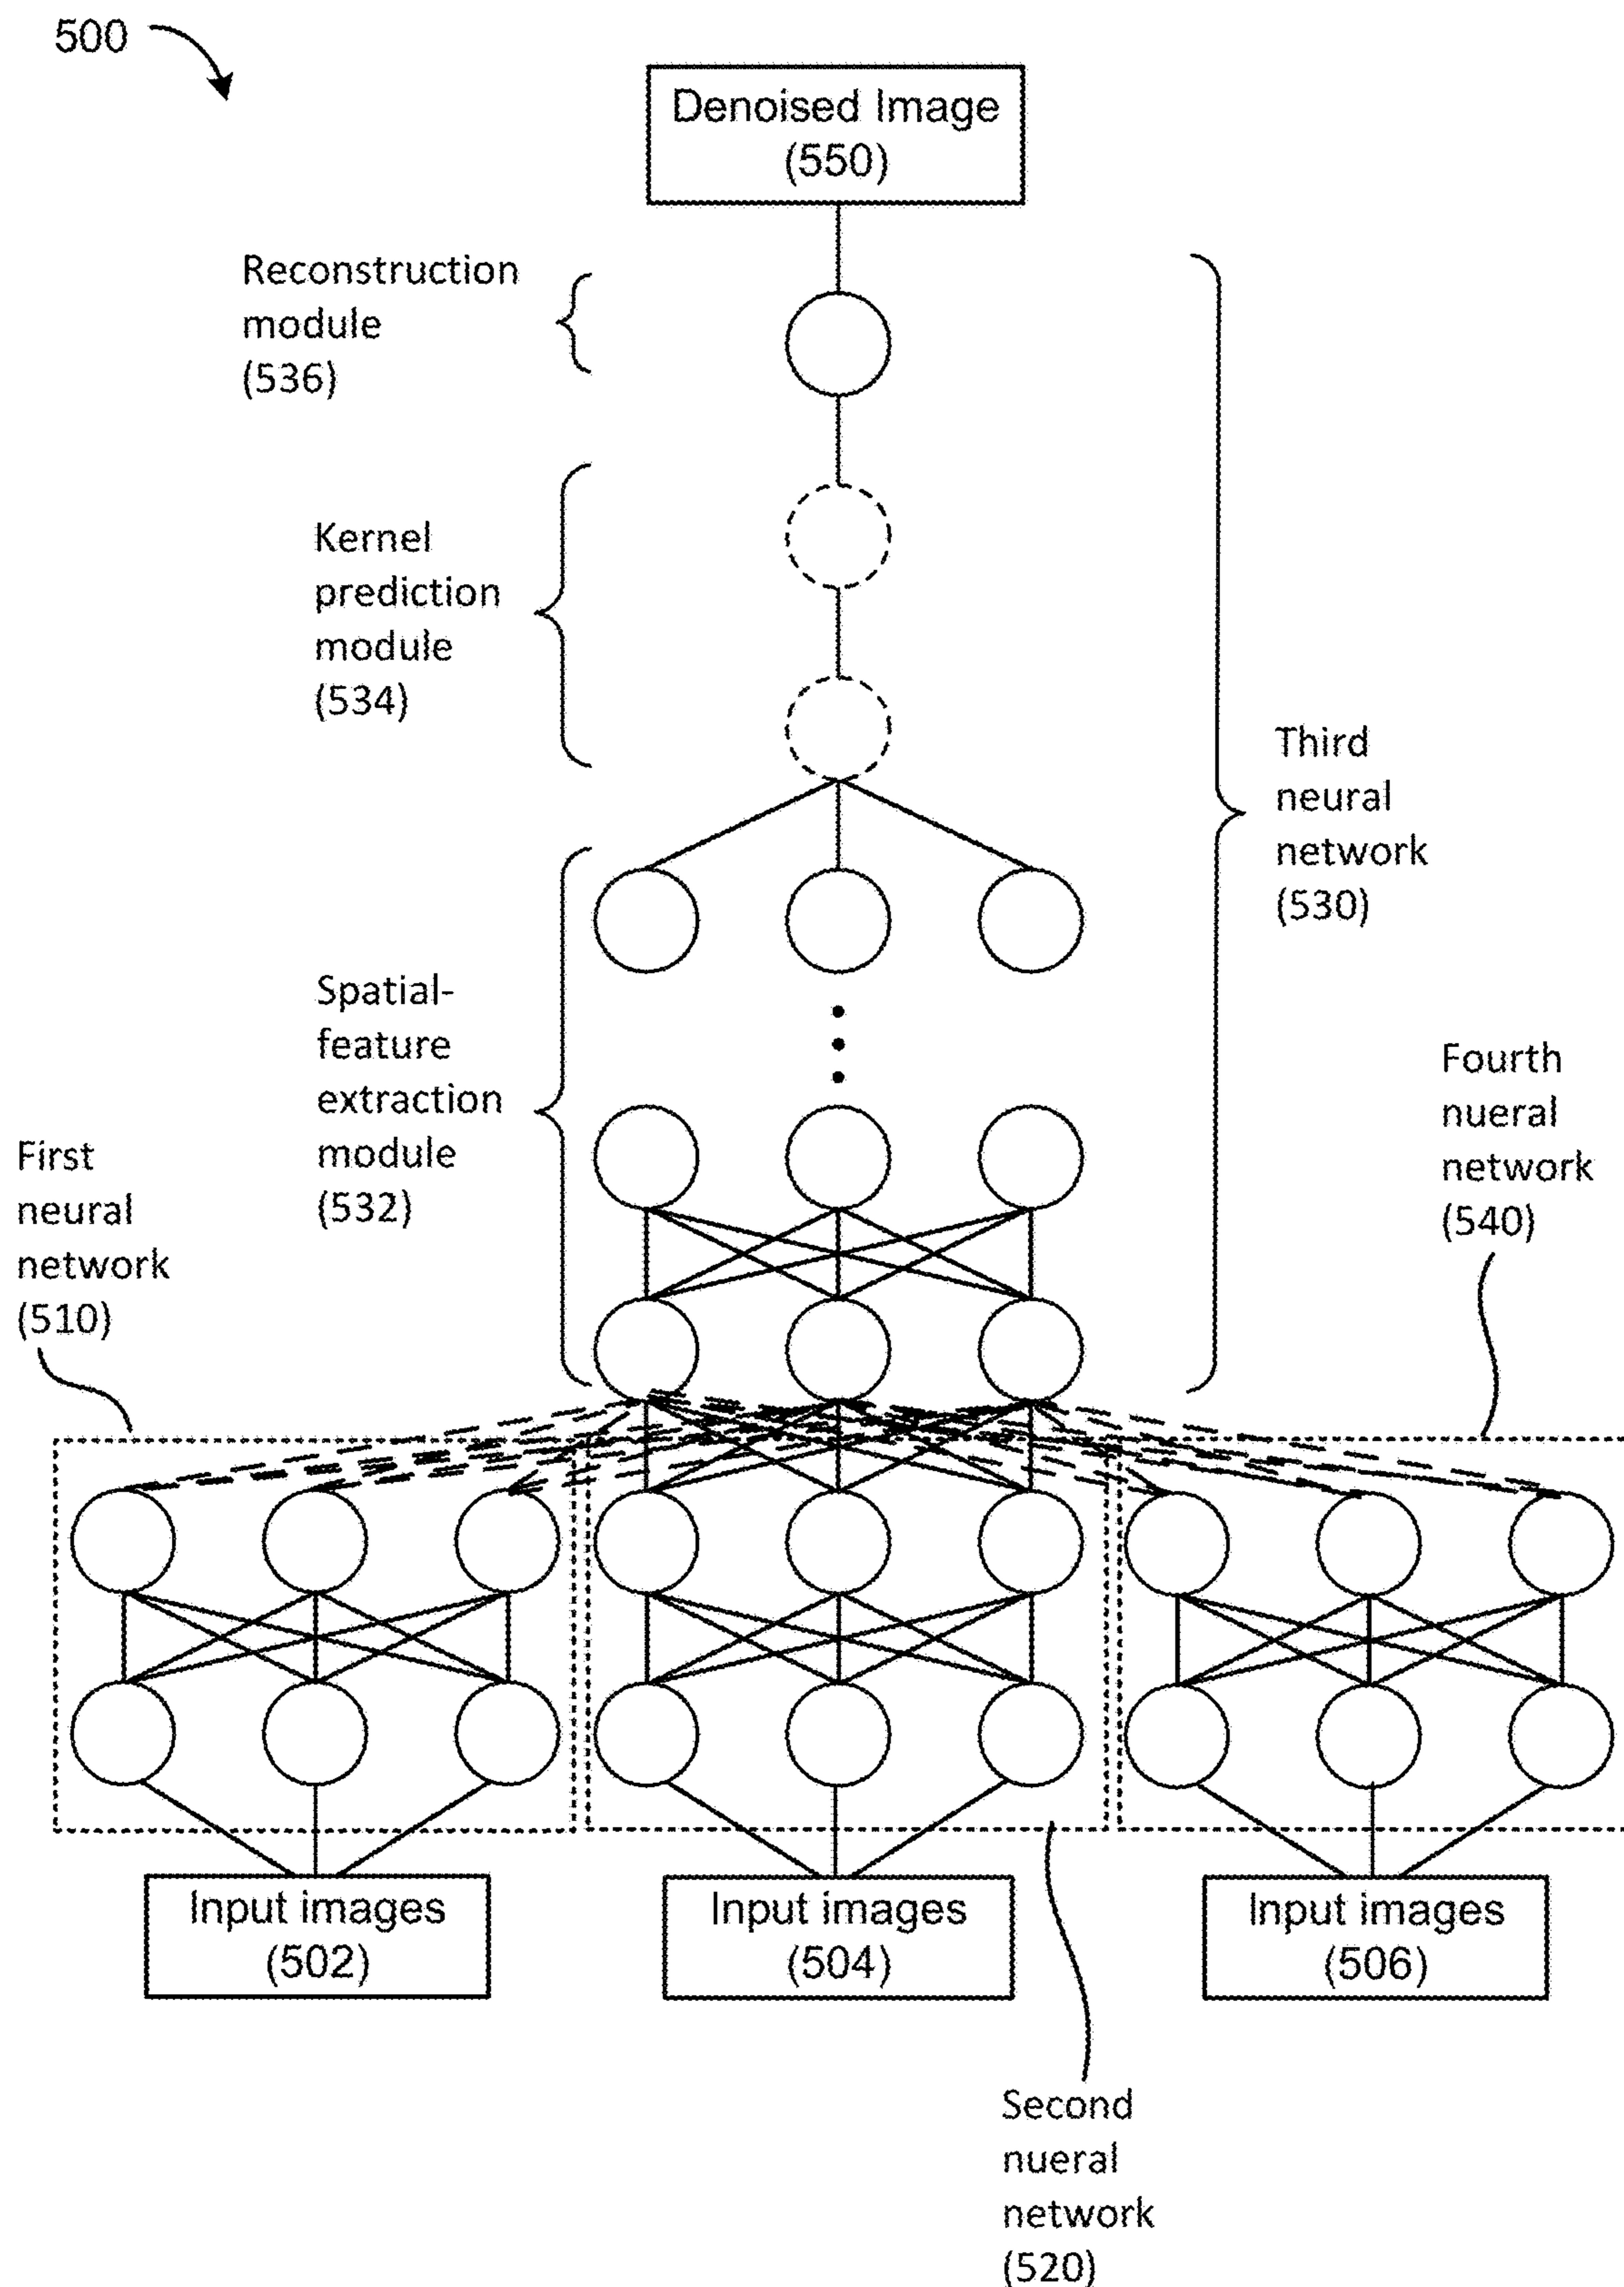 500
Denoised Image
(550)
Reconstruction
module
(536)
Kernel
prediction
module
(534)
Third
neural
network
(530)
Spatial-
feature
extraction
module
(532)
Fourth
nueral
network
(540)
First
neural
network
(510)
Input images
(502)
Input images
(504)
Input images
(506)
Second
nueral
network
(520)